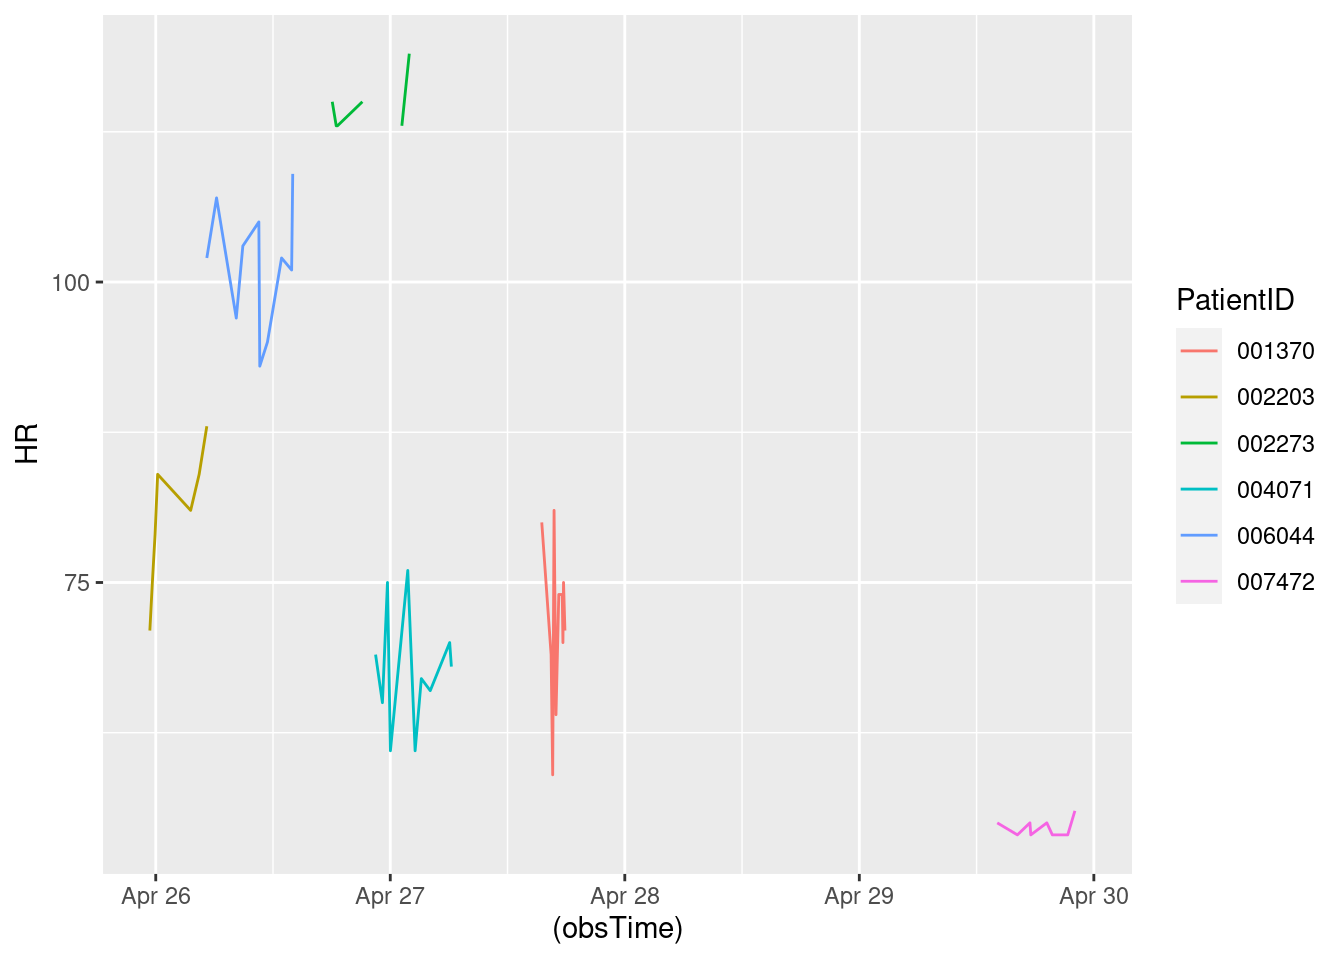 100
75
HR
Apr 26
Apr 27
Apr 28
Apr 29
Apr 30
(obsTime)
PatientID
001370
002203
002273
004071
006044
007472